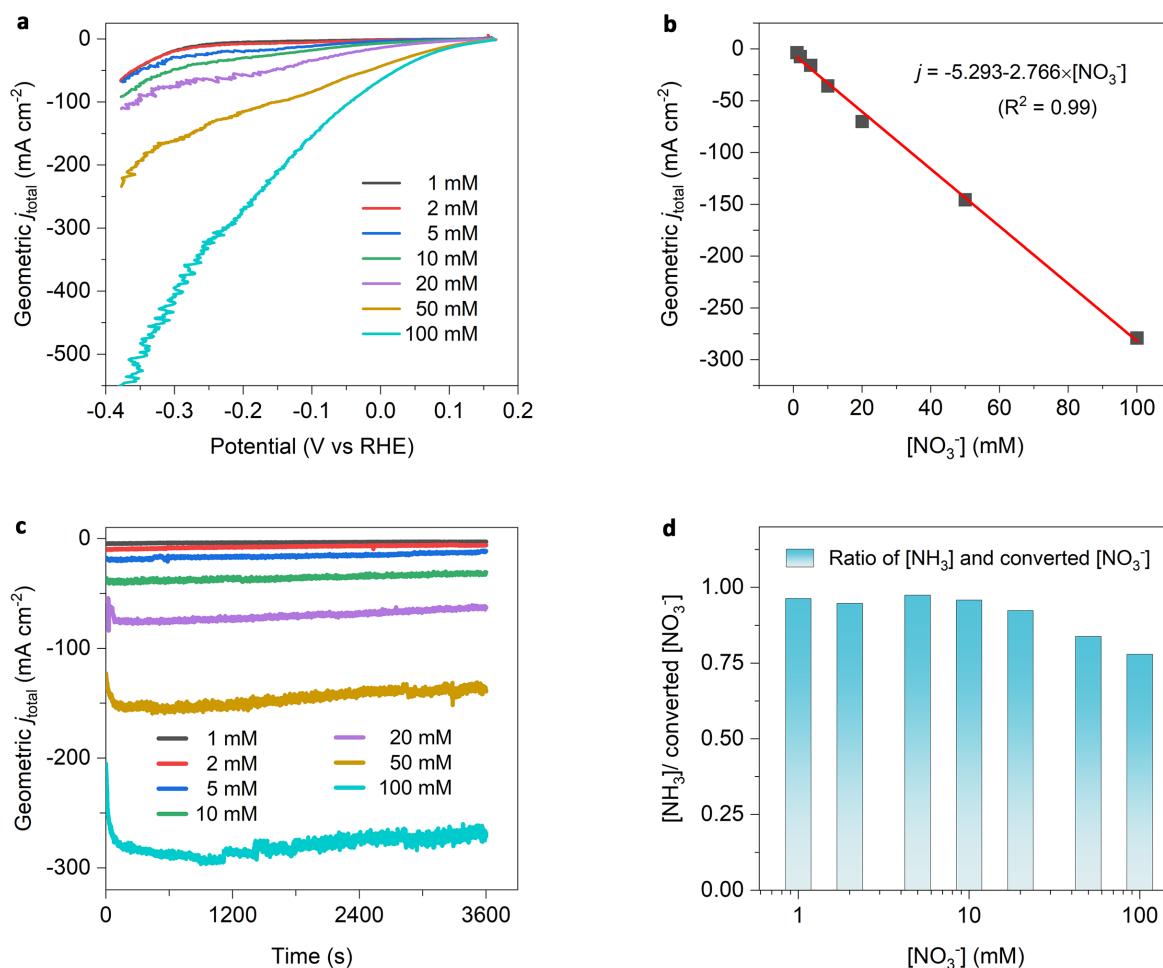 a
Geometric j_total (mA cm⁻²)
0
-100
-200
-300
-400
-500
-0.4 -0.3 -0.2 -0.1 0.0 0.1 0.2
Potential (V vs RHE)
1 mM
2 mM
5 mM
10 mM
20 mM
50 mM
100 mM
b
Geometric j_total (mA cm⁻²)
0
-50
-100
-150
-200
-250
-300
0 20 40 60 80 100
[NO₃⁻] (mM)
j = -5.293-2.766×[NO₃⁻]
(R² = 0.99)
c
Geometric j_total (mA cm⁻²)
0
-100
-200
-300
0 1200 2400 3600
Time (s)
1 mM
2 mM
5 mM
10 mM
20 mM
50 mM
100 mM
d
[NH₃]/ converted [NO₃⁻]
1.00
0.75
0.50
0.25
0.00
1 10 100
[NO₃⁻] (mM)
Ratio of [NH₃] and converted [NO₃⁻]